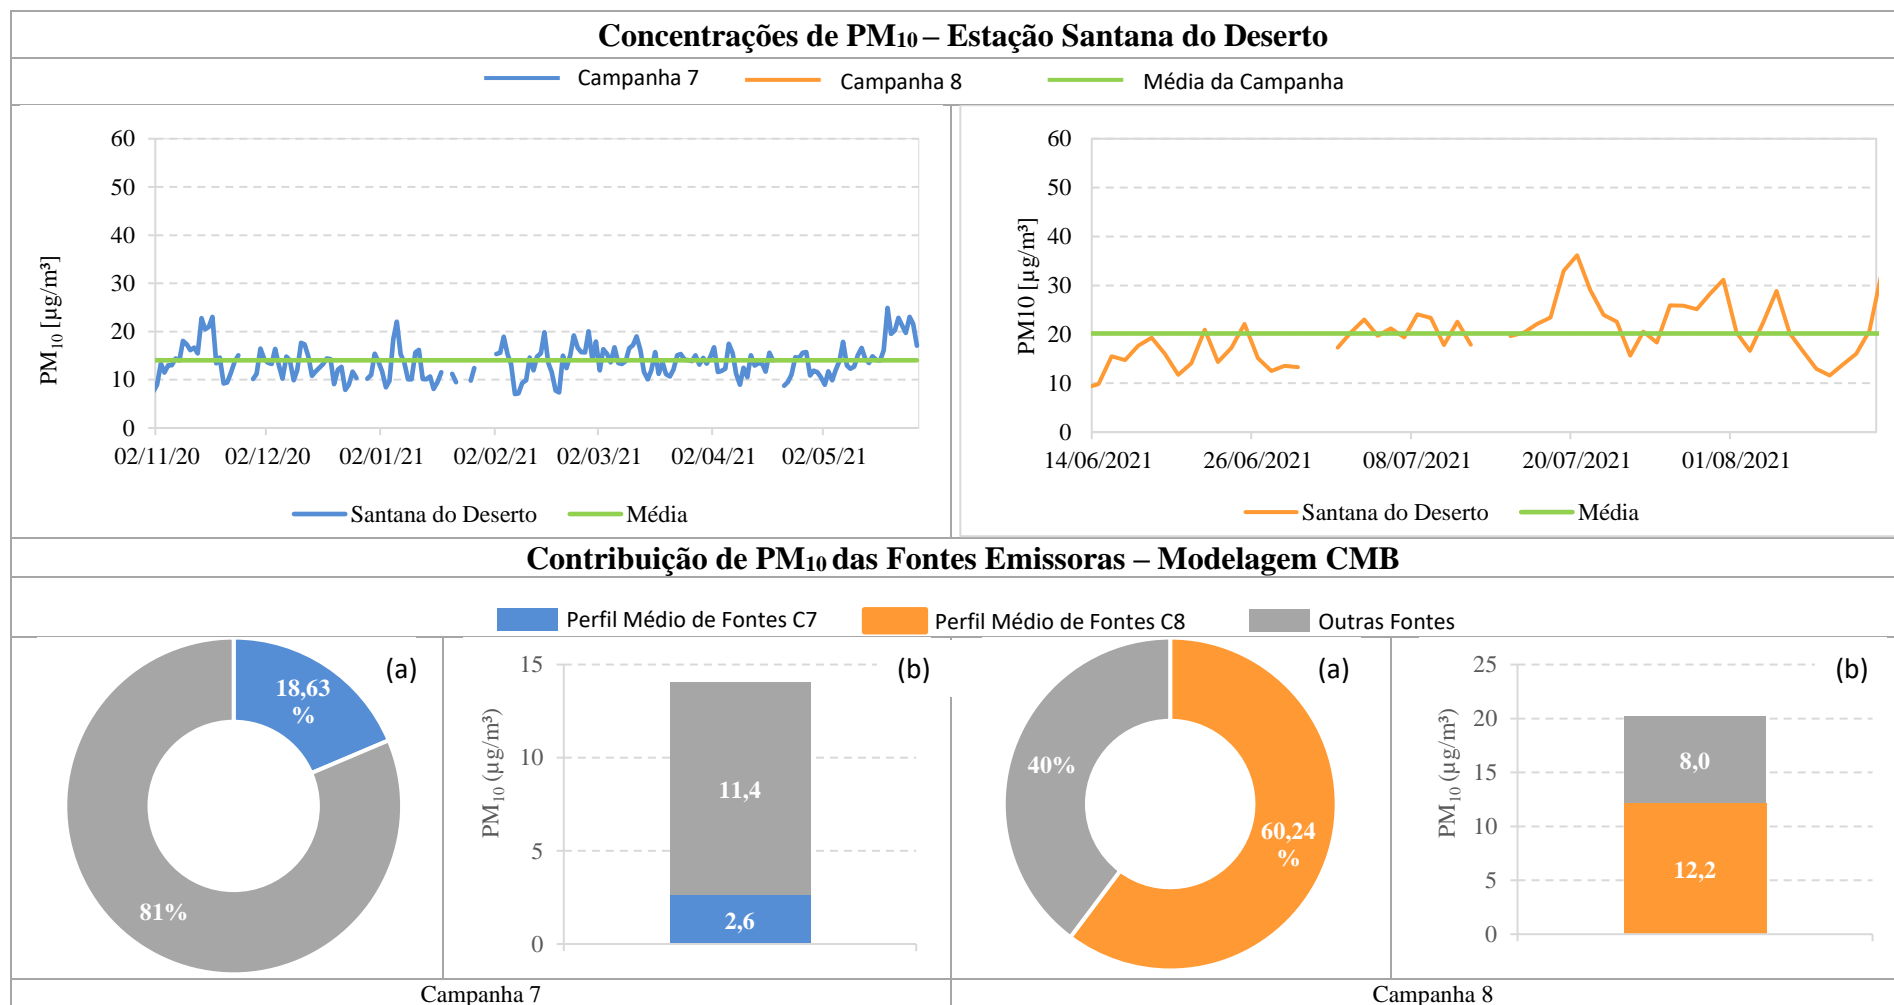 Concentrações de PM₁₀ – Estação Santana do Deserto
Campanha 7
Campanha 8
Média da Campanha
PM₁₀ [µg/m³]
60
50
40
30
20
10
0
02/11/20
02/12/20
02/01/21
02/02/21
02/03/21
02/04/21
02/05/21
Santana do Deserto
Média
PM10 [µg/m³]
60
50
40
30
20
10
0
14/06/2021
26/06/2021
08/07/2021
20/07/2021
01/08/2021
Santana do Deserto
Média
Contribuição de PM₁₀ das Fontes Emissoras – Modelagem CMB
Perfil Médio de Fontes C7
Perfil Médio de Fontes C8
Outras Fontes
(a)
18,63
%
81%
(b)
PM₁₀ (µg/m³)
15
10
5
0
11,4
2,6
(a)
40%
60,24
%
(b)
PM₁₀ (µg/m³)
25
20
15
10
5
0
8,0
12,2
Campanha 7
Campanha 8